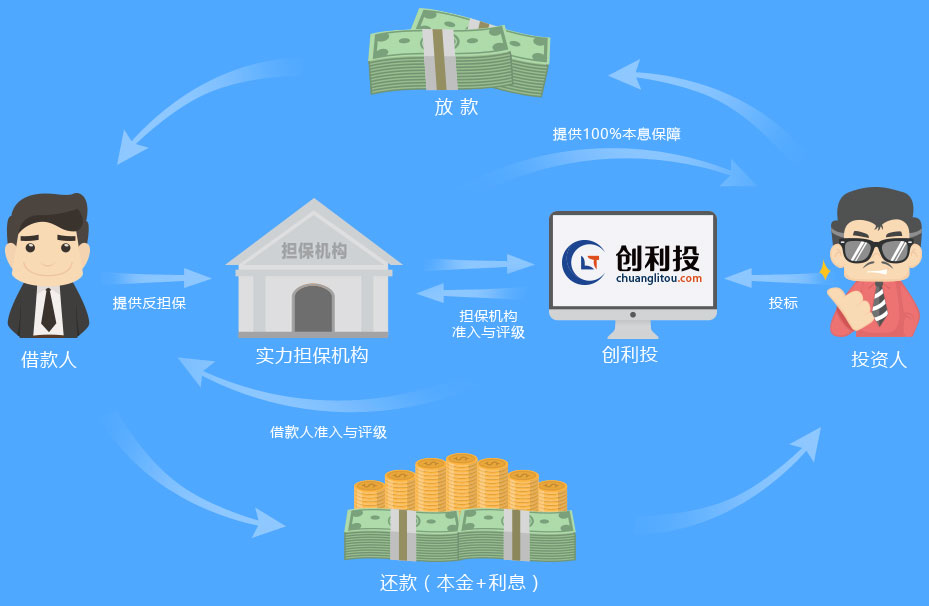 放 款
提供100%本息保障
担保机构
创利投
chuanglitou.com
提供反担保
担保机构
准入与评级
投标
借款人
实力担保机构
创利投
投资人
借款人准入与评级
还款（本金+利息）